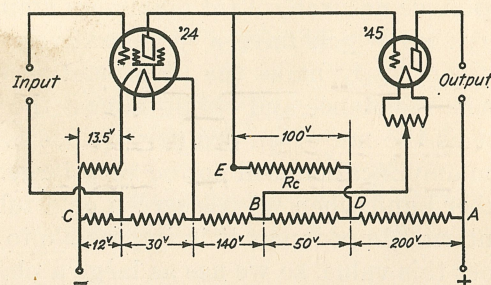 '24
'45
Input
Output
13.5ᵛ
100ᵛ
E
Rc
C
B
D
A
12ᵛ
30ᵛ
140ᵛ
50ᵛ
200ᵛ
−
+